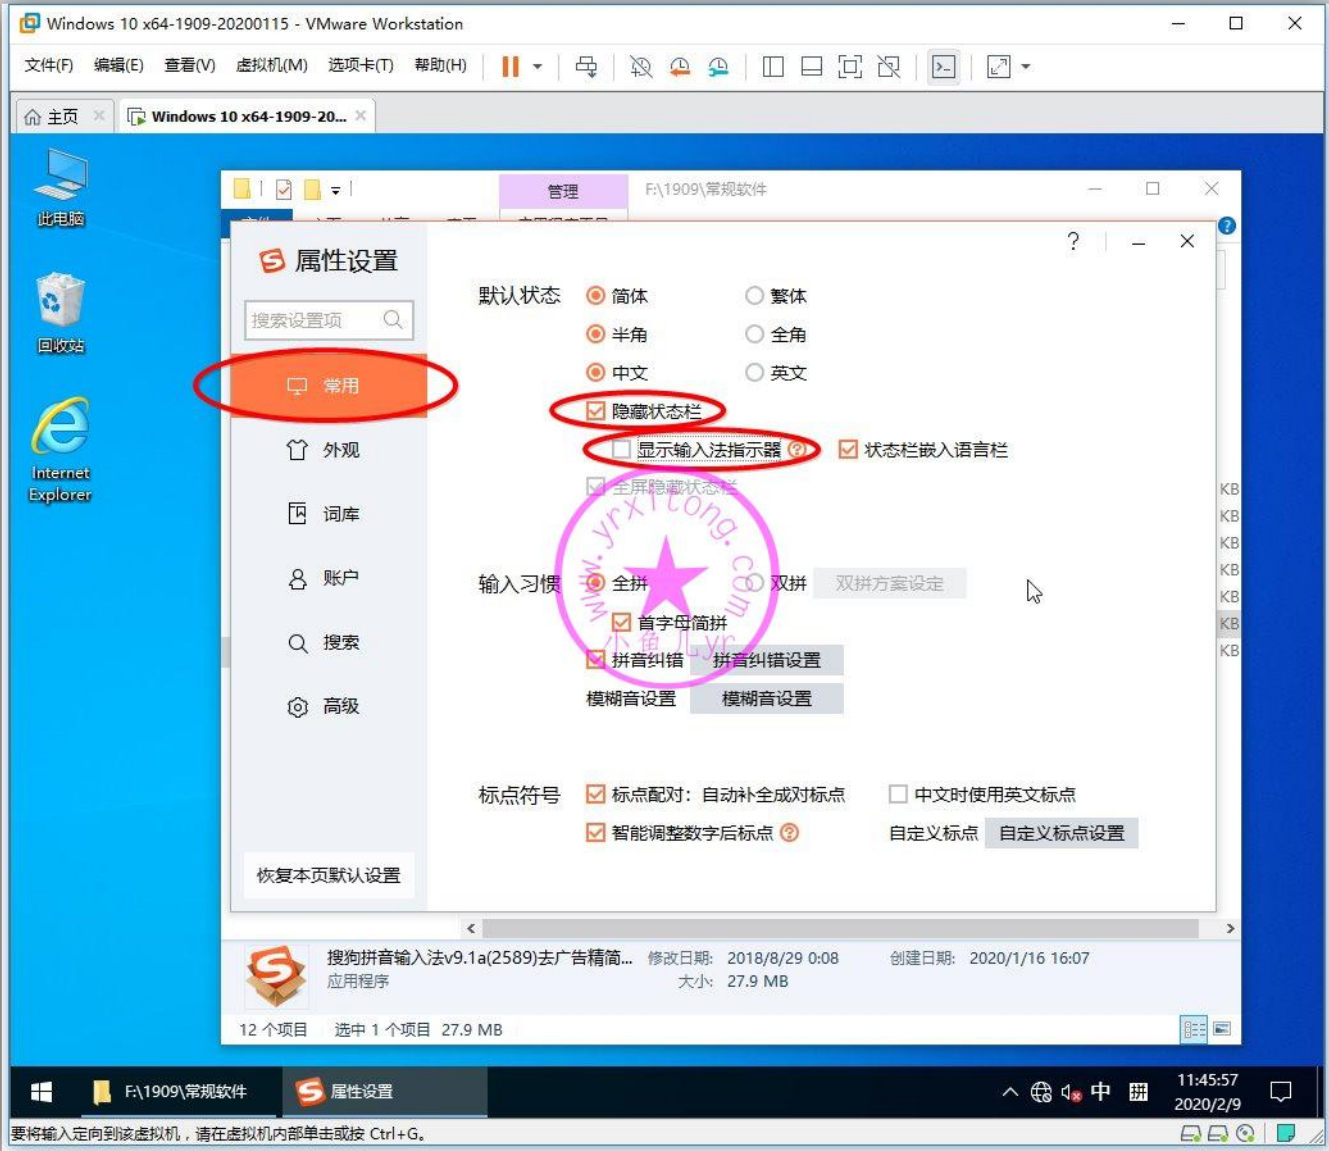 Windows 10 x64-1909-20200115 - VMware Workstation
文件(F) 编辑(E) 查看(V) 虚拟机(M) 选项卡(T) 帮助(H)
主页 Windows 10 x64-1909-20...
此电脑
回收站
Internet
Explorer
管理 F:\1909\常规软件
属性设置
搜索设置项
常用
外观
词库
账户
搜索
高级
恢复本页默认设置
默认状态 简体 繁体
半角 全角
中文 英文
隐藏状态栏
显示输入法指示器 状态栏嵌入语言栏
全屏隐藏状态栏
输入习惯 全拼 双拼 双拼方案设定
首字母简拼
拼音纠错 拼音纠错设置
模糊音设置 模糊音设置
标点符号 标点配对：自动补全成对标点 中文时使用英文标点
智能调整数字后标点 自定义标点 自定义标点设置
www.yrxitong.com
小鱼儿yr
KB
KB
KB
KB
KB
KB
KB
搜狗拼音输入法v9.1a(2589)去广告精简... 修改日期: 2018/8/29 0:08 创建日期: 2020/1/16 16:07
应用程序 大小: 27.9 MB
12 个项目 选中 1 个项目 27.9 MB
F:\1909\常规软件 属性设置 中 拼 11:45:57
2020/2/9
要将输入定向到该虚拟机，请在虚拟机内部单击或按 Ctrl+G。